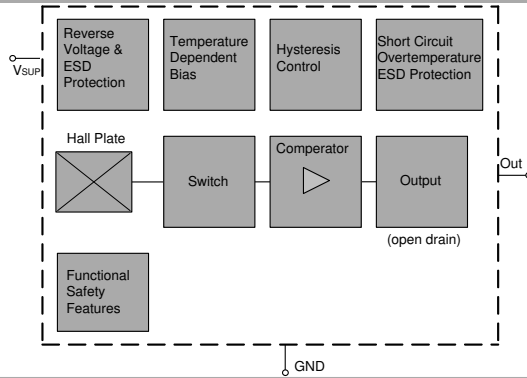 Reverse
Voltage &
ESD
Protection
Temperature
Dependent
Bias
Hysteresis
Control
Short Circuit
Overtemperature
ESD Protection
VSUP
Hall Plate
Switch
Comperator
Output
(open drain)
Out
Functional
Safety
Features
GND